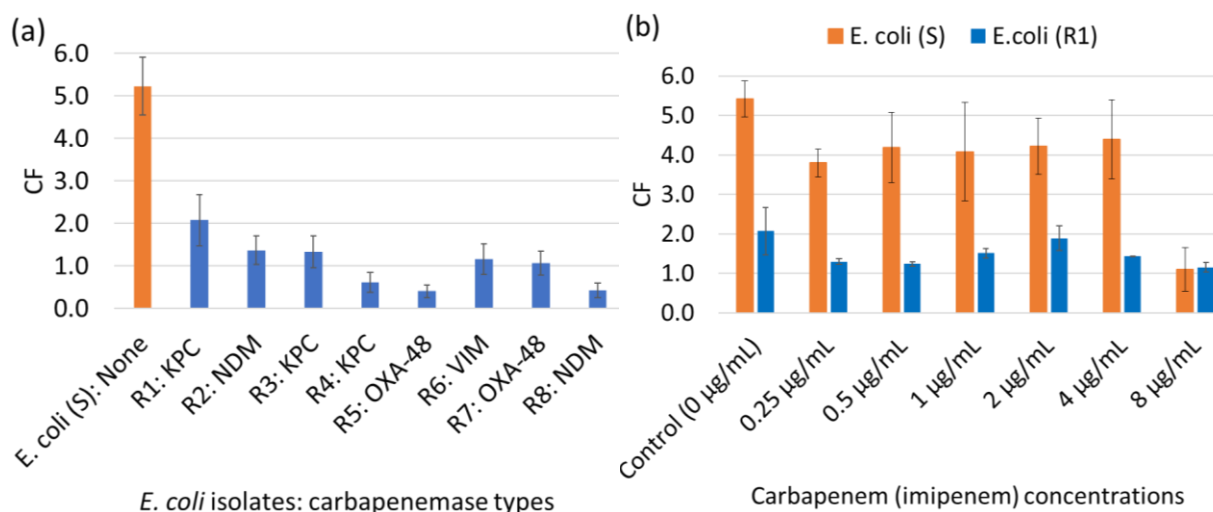 (a)
6.0
5.0
4.0
3.0
2.0
1.0
0.0
CF
E. coli (S): None
R1: KPC
R2: NDM
R3: KPC
R4: KPC
R5: OXA-48
R6: VIM
R7: OXA-48
R8: NDM
E. coli isolates: carbapenemase types
(b)
E. coli (S)
E.coli (R1)
6.0
5.0
4.0
3.0
2.0
1.0
0.0
CF
Control (0 µg/mL)
0.25 µg/mL
0.5 µg/mL
1 µg/mL
2 µg/mL
4 µg/mL
8 µg/mL
Carbapenem (imipenem) concentrations